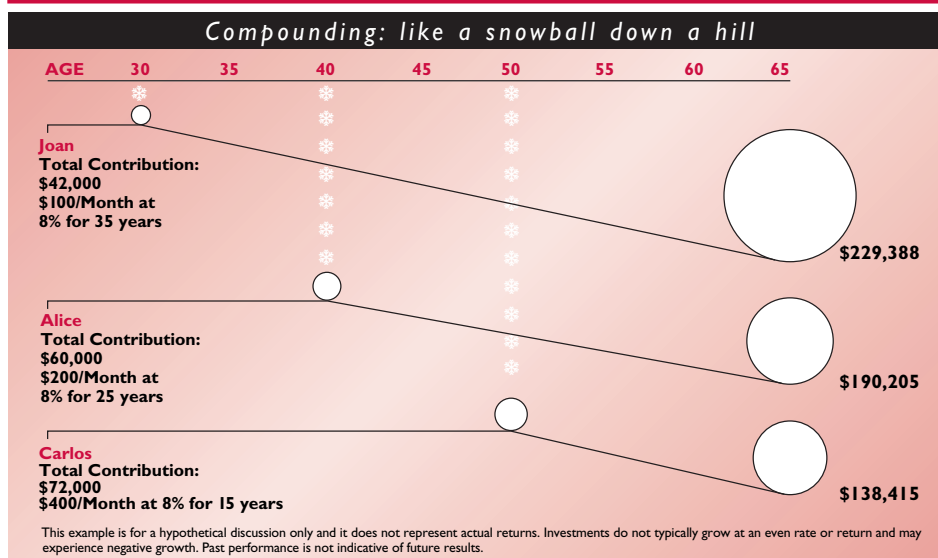 Compounding: like a snowball down a hill
AGE 30 35 40 45 50 55 60 65
Joan
Total Contribution:
$42,000
$100/Month at
8% for 35 years
$229,388
Alice
Total Contribution:
$60,000
$200/Month at
8% for 25 years
$190,205
Carlos
Total Contribution:
$72,000
$400/Month at 8% for 15 years
$138,415
This example is for a hypothetical discussion only and it does not represent actual returns. Investments do not typically grow at an even rate or return and may
experience negative growth. Past performance is not indicative of future results.